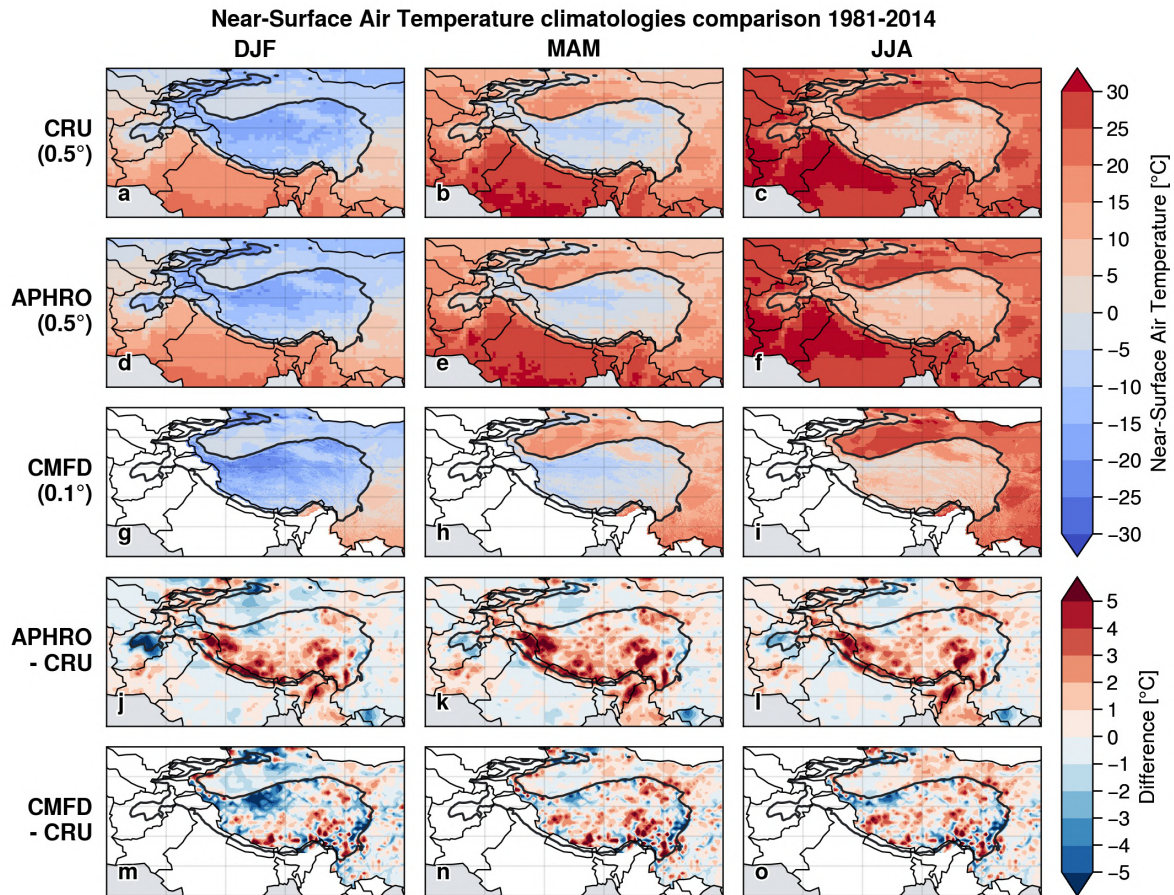 Near-Surface Air Temperature climatologies comparison 1981-2014
DJF MAM JJA
CRU
(0.5°)
a b c
APHRO
(0.5°)
d e f
CMFD
(0.1°)
g h i
APHRO
- CRU
j k l
CMFD
- CRU
m n o
30
25
20
15
10
5
0
−5
−10
−15
−20
−25
−30
Near-Surface Air Temperature [°C]
5
4
3
2
1
0
−1
−2
−3
−4
−5
Difference [°C]